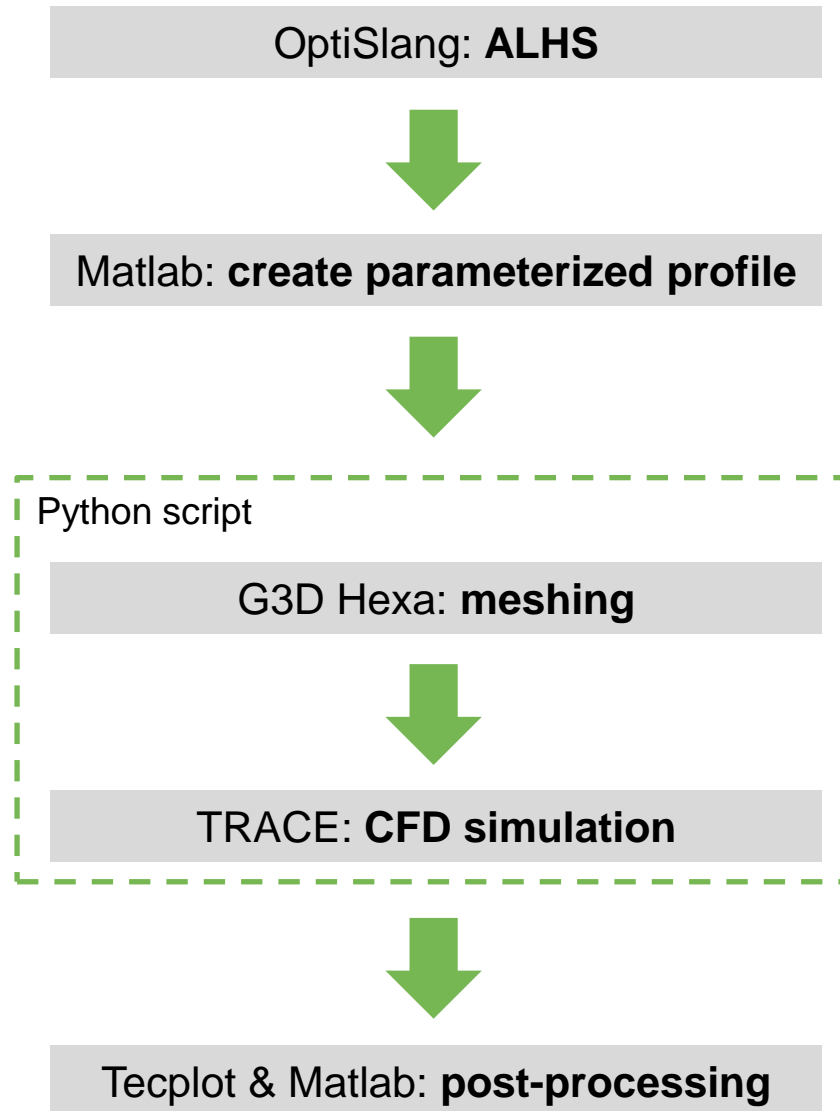 OptiSlang: ALHS
Matlab: create parameterized profile
Python script
G3D Hexa: meshing
TRACE: CFD simulation
Tecplot & Matlab: post-processing